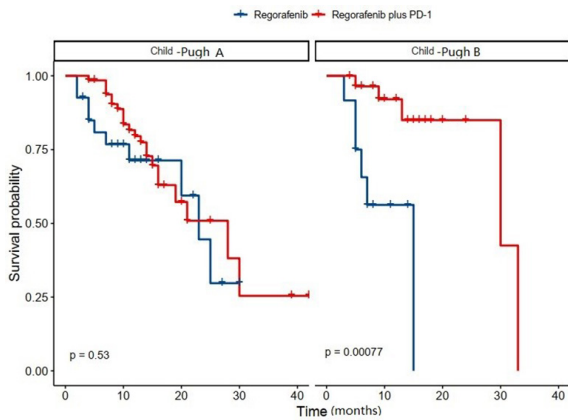 Regorafenib Regorafenib plus PD-1
Child -Pugh A
Child -Pugh B
Survival probability
1.00
0.75
0.50
0.25
0.00
p = 0.53
p = 0.00077
0 10 20 30 40
0 10 20 30 40
Time (months)